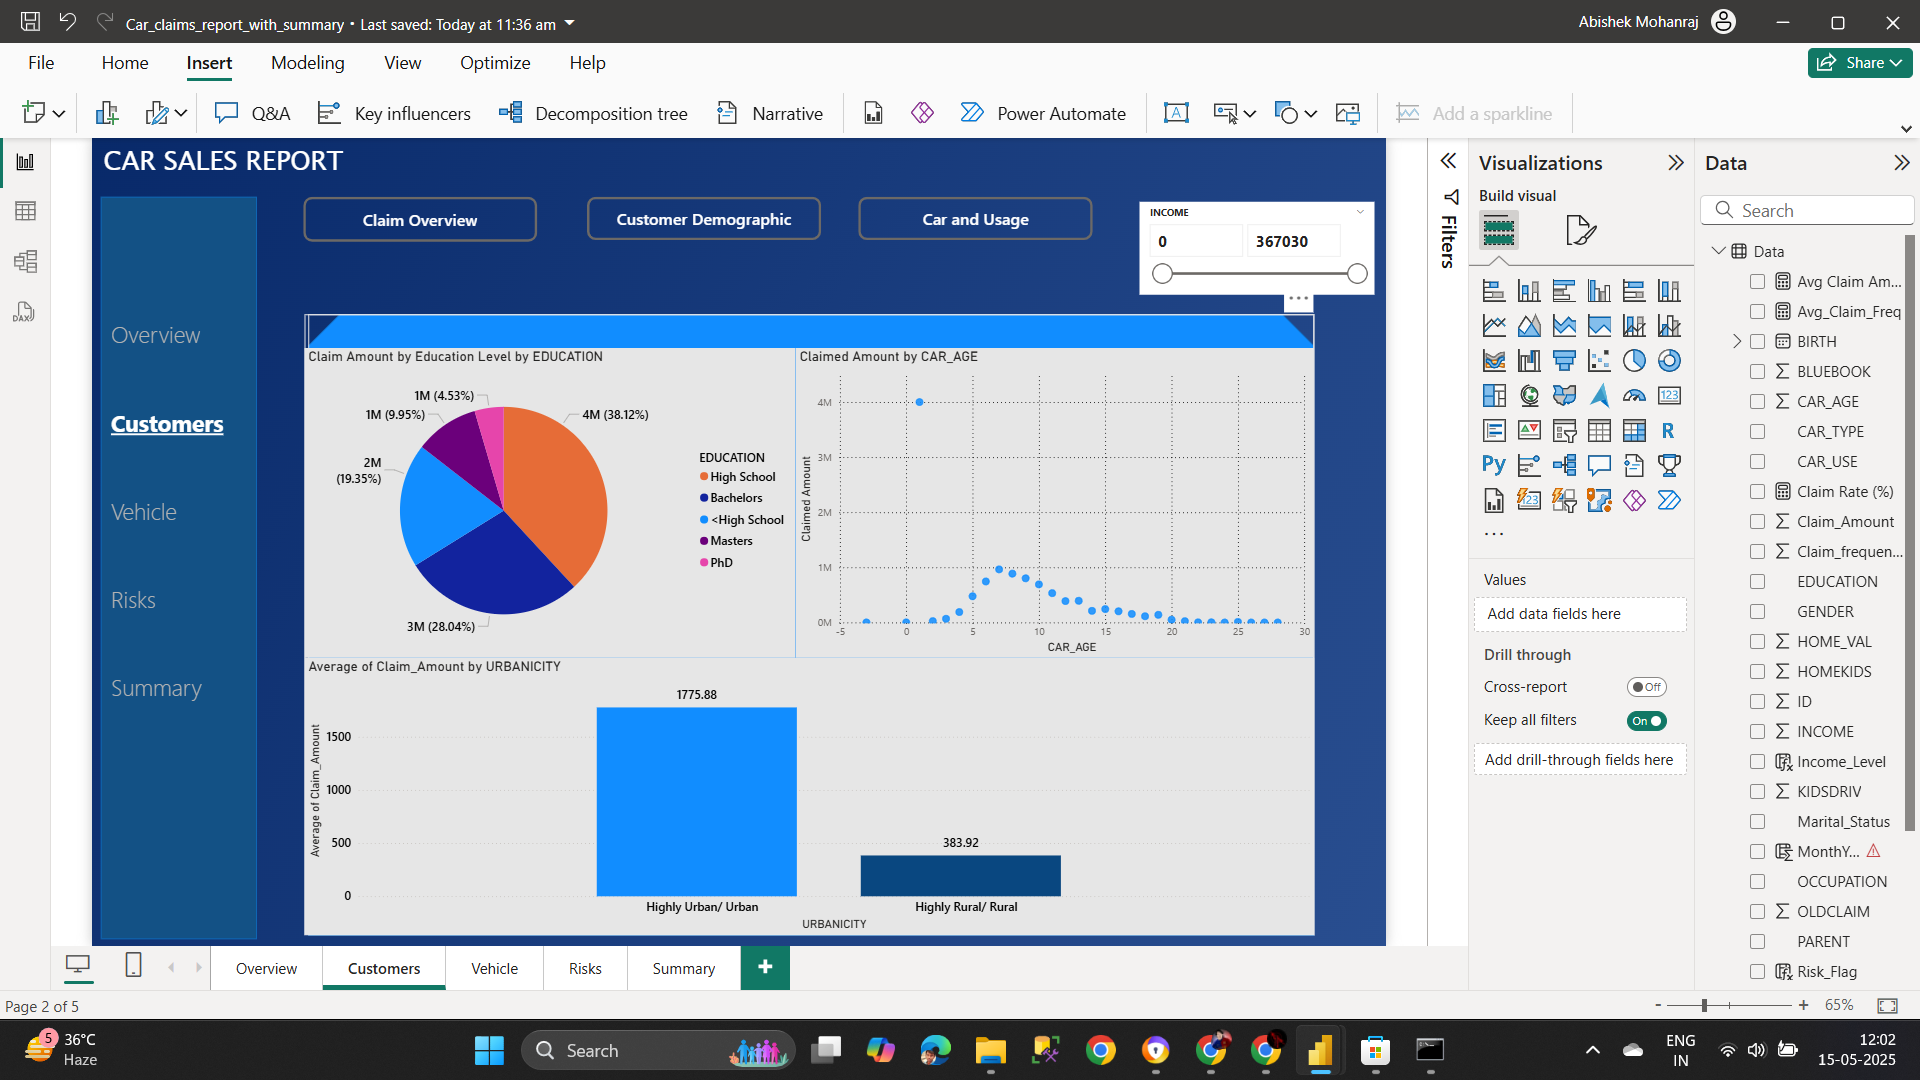 Car_claims_report_with_summary • Last saved: Today at 11:36 am
Abishek Mohanraj
File Home Insert Modeling View Optimize Help
Share
Q&A Key influencers Decomposition tree Narrative Power Automate Add a sparkline
CAR SALES REPORT
Claim Overview Customer Demographic Car and Usage
INCOME
0 367030
Overview
Customers
Vehicle
Risks
Summary
Claim Amount by Education Level by EDUCATION
1M (4.53%)
1M (9.95%)
4M (38.12%)
2M
(19.35%)
3M (28.04%)
EDUCATION
High School
Bachelors
<High School
Masters
PhD
Claimed Amount by CAR_AGE
Claimed Amount
4M
3M
2M
1M
0M
-5 0 5 10 15 20 25 30
CAR_AGE
Average of Claim_Amount by URBANICITY
Average of Claim_Amount
1500
1000
500
0
1775.88
383.92
Highly Urban/ Urban Highly Rural/ Rural
URBANICITY
Filters
Visualizations
Build visual
123
R
Py
123
...
Values
Add data fields here
Drill through
Cross-report Off
Keep all filters On
Add drill-through fields here
Data
Search
Data
Avg Claim Am...
Avg_Claim_Freq
BIRTH
BLUEBOOK
CAR_AGE
CAR_TYPE
CAR_USE
Claim Rate (%)
Claim_Amount
Claim_frequen...
EDUCATION
GENDER
HOME_VAL
HOMEKIDS
ID
INCOME
Income_Level
KIDSDRIV
Marital_Status
MonthY...
OCCUPATION
OLDCLAIM
PARENT
Risk_Flag
DAX
Overview Customers Vehicle Risks Summary +
Page 2 of 5
- + 65%
5
36°C
Haze
Search
ENG
IN
12:02
15-05-2025